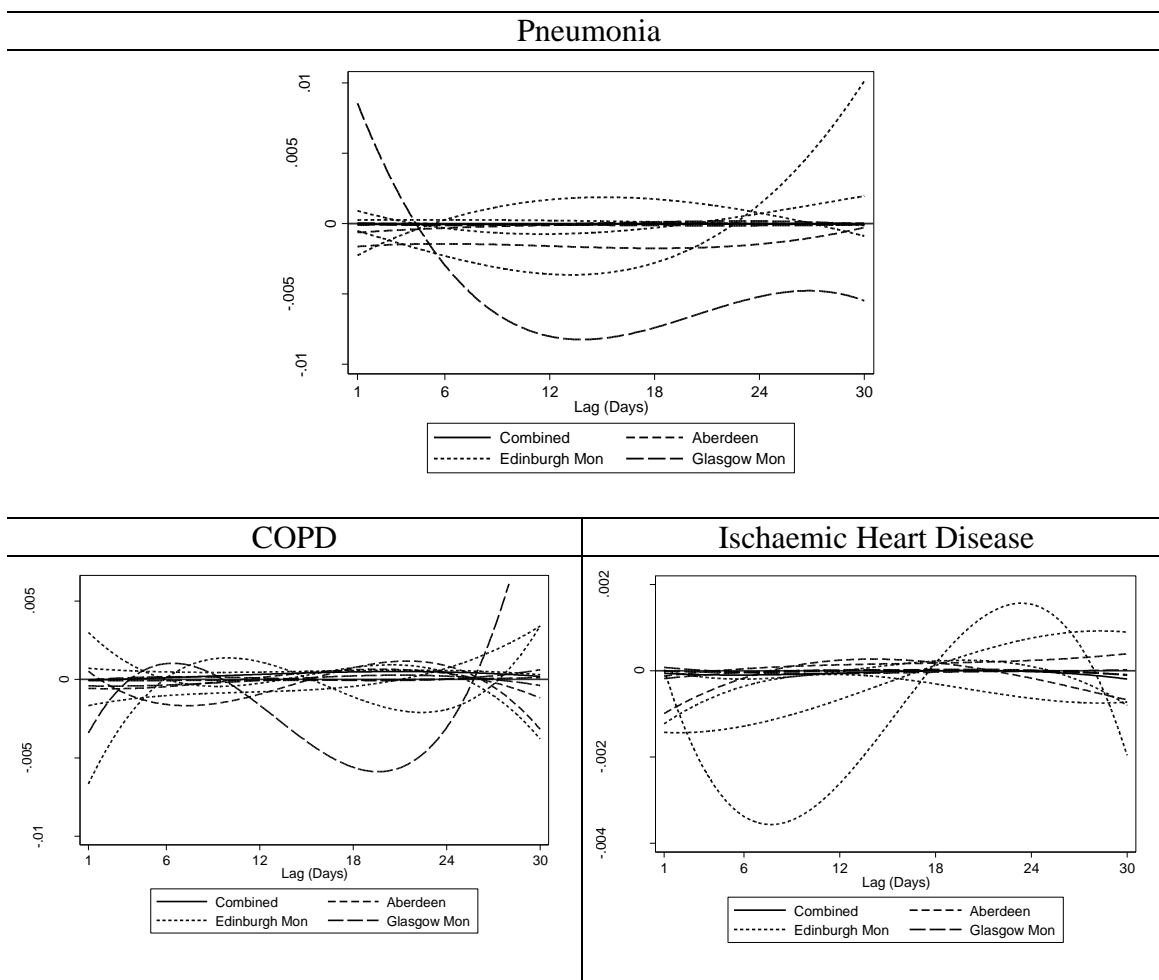 Pneumonia
.01
.005
0
-.005
-.01
1 6 12 18 24 30
Lag (Days)
Combined Aberdeen
Edinburgh Mon Glasgow Mon
COPD
.005
0
-.005
-.01
1 6 12 18 24 30
Lag (Days)
Combined Aberdeen
Edinburgh Mon Glasgow Mon
Ischaemic Heart Disease
.002
0
-.002
-.004
1 6 12 18 24 30
Lag (Days)
Combined Aberdeen
Edinburgh Mon Glasgow Mon